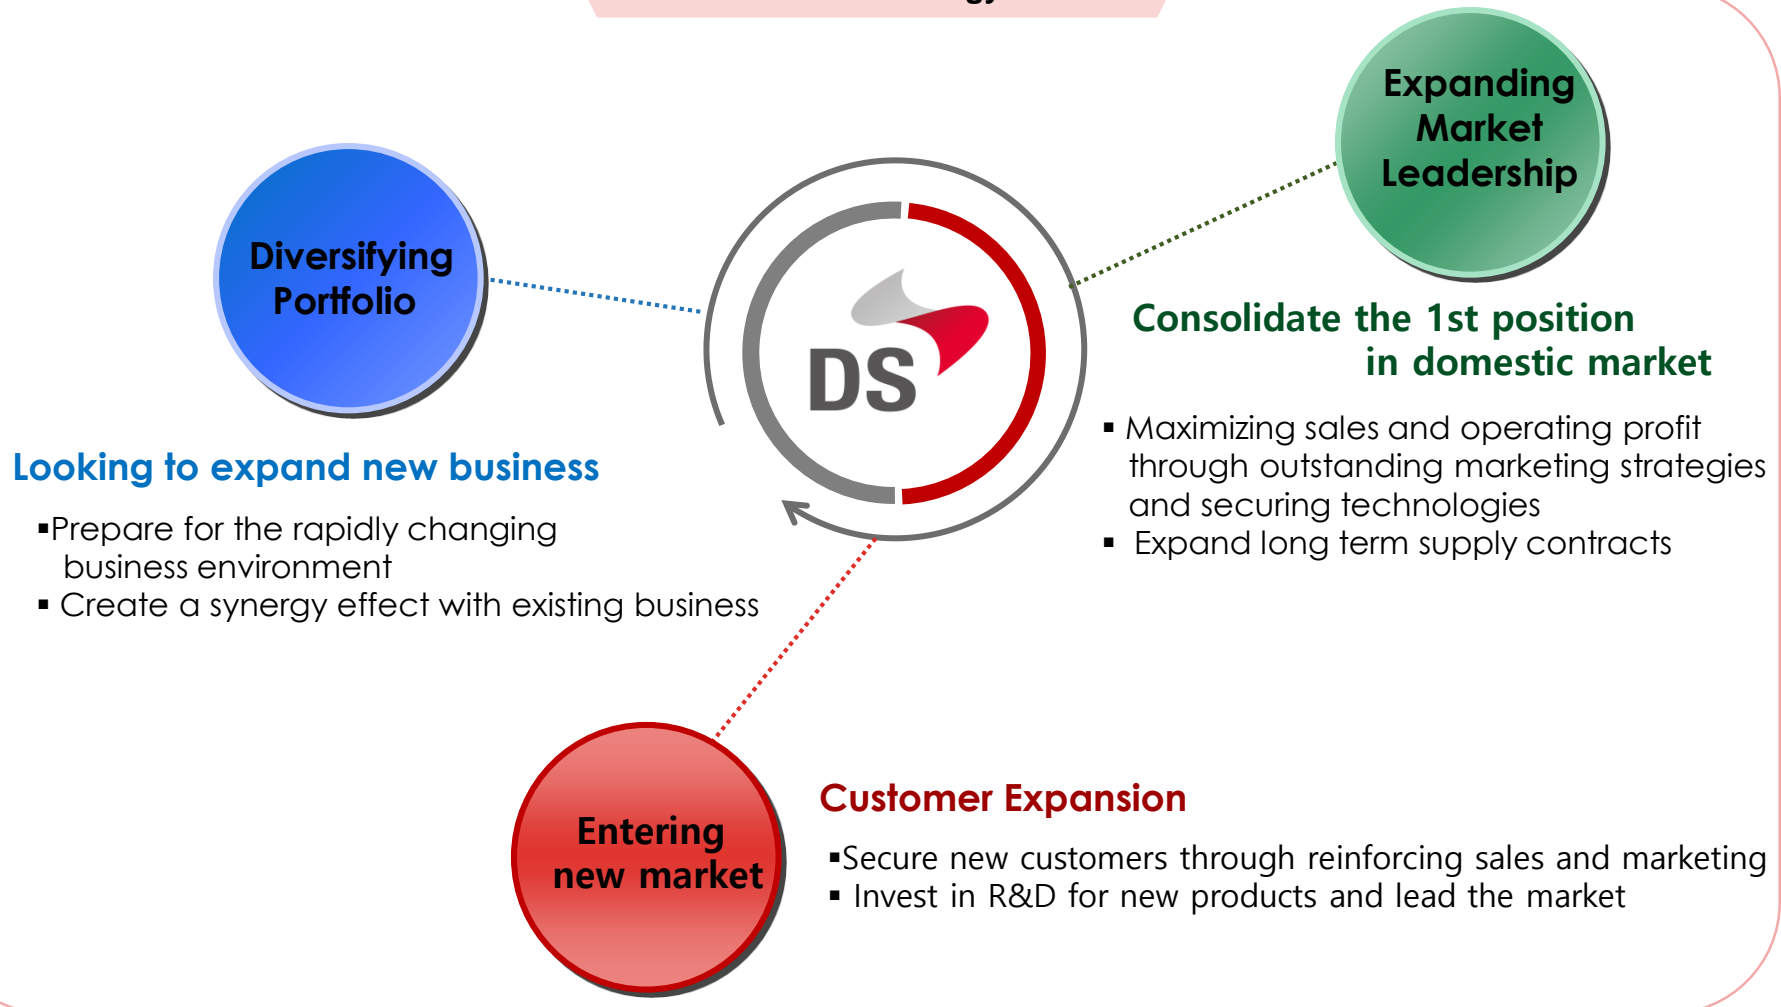 Expanding
Market
Leadership
Diversifying
Portfolio
DS
Consolidate the 1st position
in domestic market
▪ Maximizing sales and operating profit
through outstanding marketing strategies
and securing technologies
▪ Expand long term supply contracts
Looking to expand new business
▪Prepare for the rapidly changing
business environment
▪ Create a synergy effect with existing business
Entering
new market
Customer Expansion
▪Secure new customers through reinforcing sales and marketing
▪ Invest in R&D for new products and lead the market